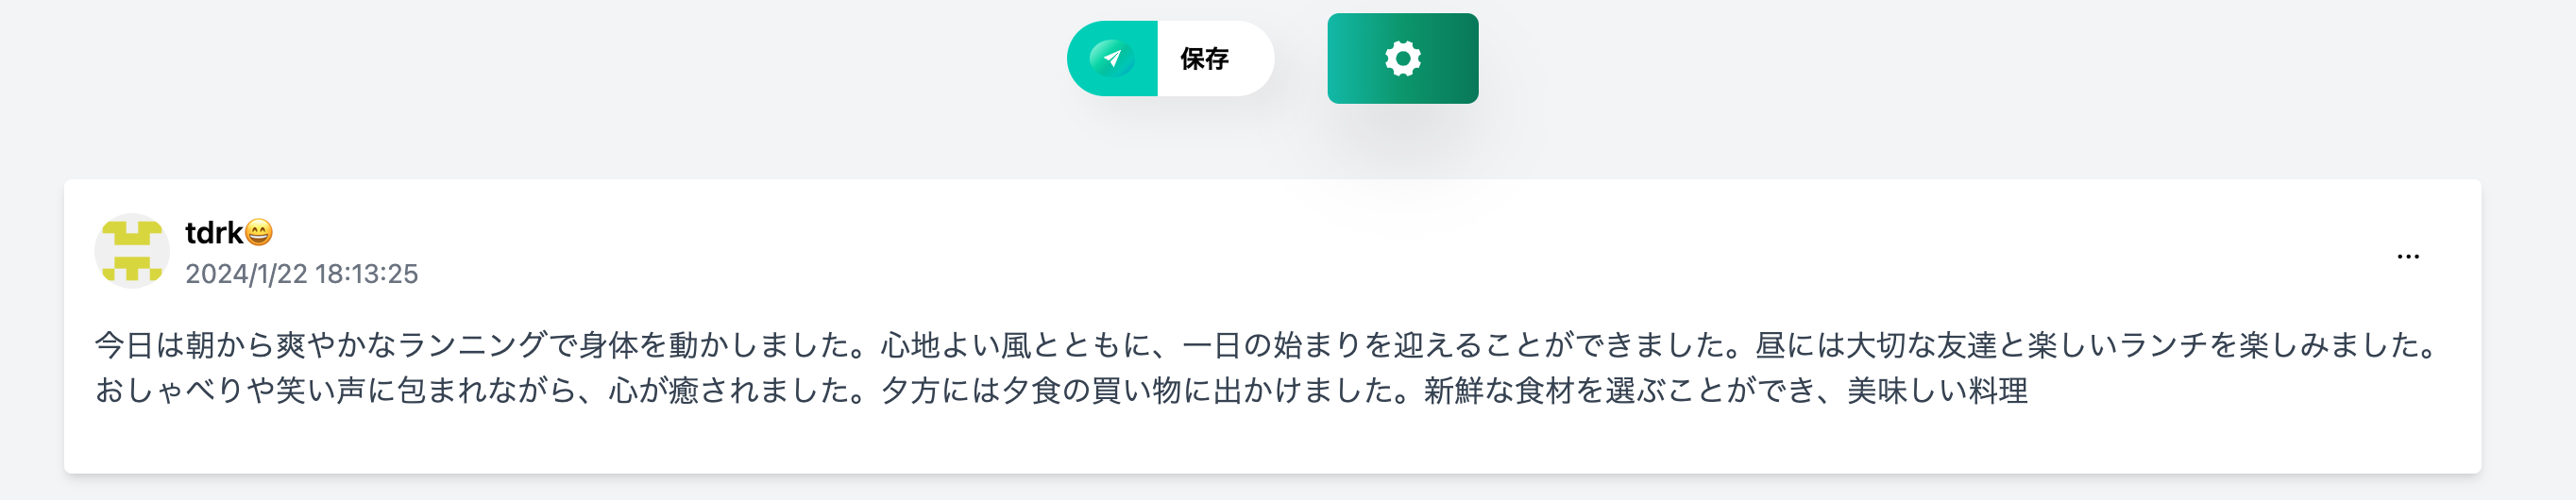 保存
tdrk😄
2024/1/22 18:13:25
...
今日は朝から爽やかなランニングで身体を動かしました。心地よい風とともに、一日の始まりを迎えることができました。昼には大切な友達と楽しいランチを楽しみました。
おしゃべりや笑い声に包まれながら、心が癒されました。夕方には夕食の買い物に出かけました。新鮮な食材を選ぶことができ、美味しい料理